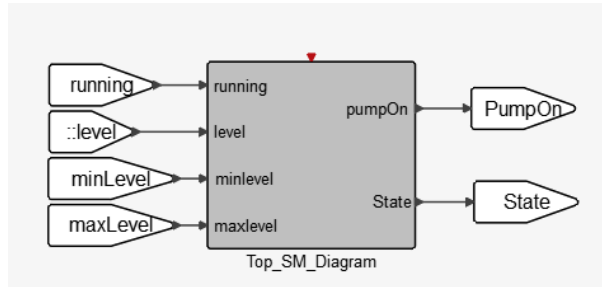 running
::level
minLevel
maxLevel
running
level
minlevel
maxlevel
pumpOn
State
PumpOn
State
Top_SM_Diagram